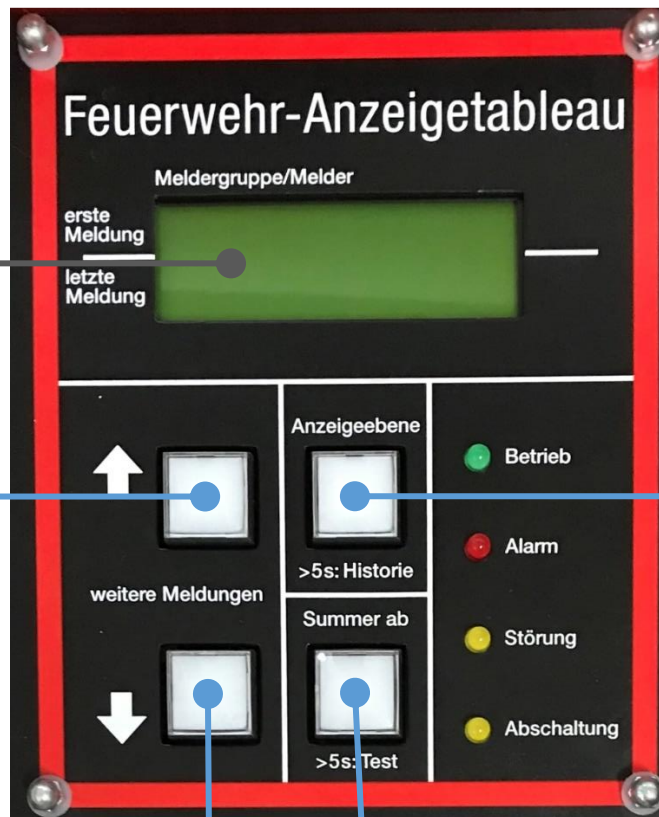 Feuerwehr-Anzeigetableau
Meldergruppe/Melder
erste
Meldung
letzte
Meldung
Anzeigeebene
>5s: Historie
weitere Meldungen
Summer ab
>5s: Test
Betrieb
Alarm
Störung
Abschaltung